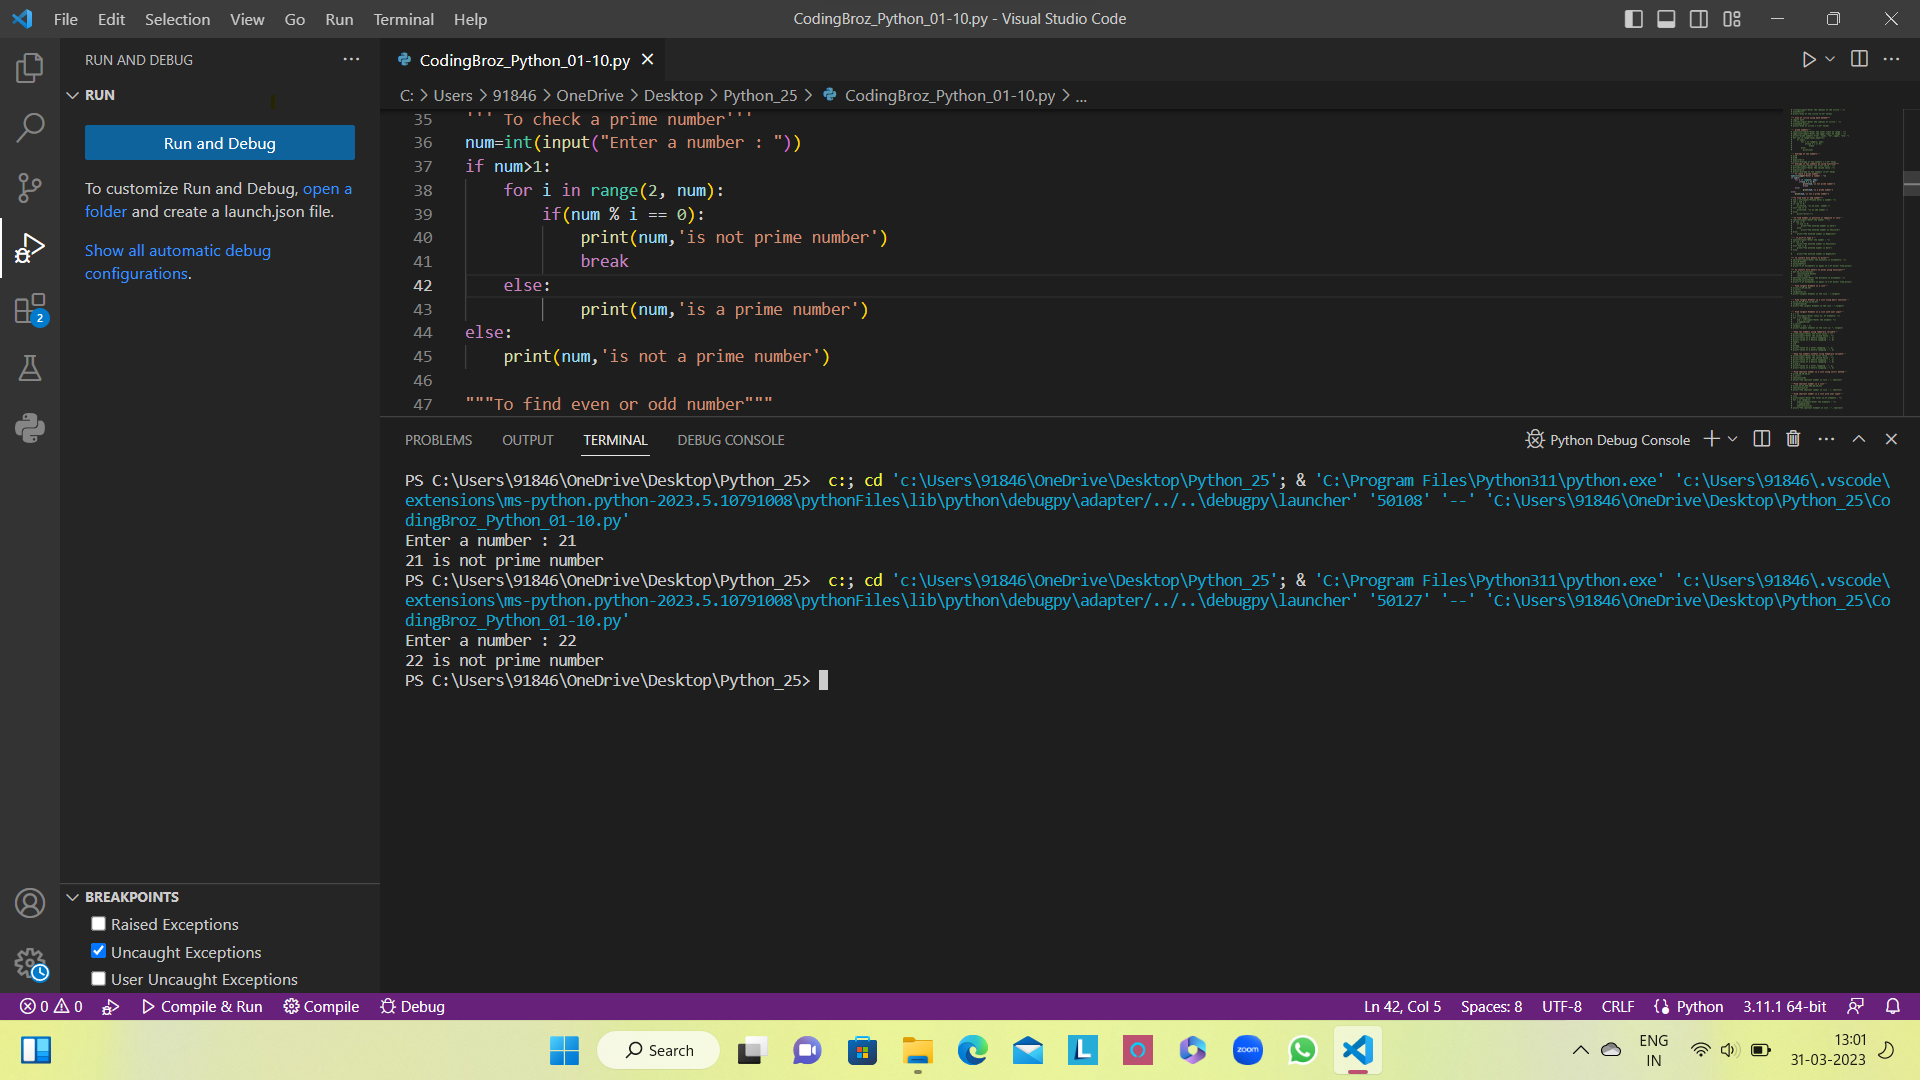 File Edit Selection View Go Run Terminal Help
CodingBroz_Python_01-10.py - Visual Studio Code
RUN AND DEBUG
RUN
Run and Debug
To customize Run and Debug, open a
folder and create a launch.json file.
Show all automatic debug
configurations.
2
BREAKPOINTS
Raised Exceptions
Uncaught Exceptions
User Uncaught Exceptions
CodingBroz_Python_01-10.py
C: > Users > 91846 > OneDrive > Desktop > Python_25 > CodingBroz_Python_01-10.py > ...
35 ''' To check a prime number'''
36 num=int(input("Enter a number : "))
37 if num>1:
38     for i in range(2, num):
39         if(num % i == 0):
40             print(num,'is not prime number')
41             break
42     else:
43             print(num,'is a prime number')
44 else:
45     print(num,'is not a prime number')
46
47 """To find even or odd number"""
PROBLEMS OUTPUT TERMINAL DEBUG CONSOLE
Python Debug Console
PS C:\Users\91846\OneDrive\Desktop\Python_25>  c:; cd 'c:\Users\91846\OneDrive\Desktop\Python_25'; & 'C:\Program Files\Python311\python.exe' 'c:\Users\91846\.vscode\
extensions\ms-python.python-2023.5.10791008\pythonFiles\lib\python\debugpy\adapter/../..\debugpy\launcher' '50108' '--' 'C:\Users\91846\OneDrive\Desktop\Python_25\Co
dingBroz_Python_01-10.py'
Enter a number : 21
21 is not prime number
PS C:\Users\91846\OneDrive\Desktop\Python_25>  c:; cd 'c:\Users\91846\OneDrive\Desktop\Python_25'; & 'C:\Program Files\Python311\python.exe' 'c:\Users\91846\.vscode\
extensions\ms-python.python-2023.5.10791008\pythonFiles\lib\python\debugpy\adapter/../..\debugpy\launcher' '50127' '--' 'C:\Users\91846\OneDrive\Desktop\Python_25\Co
dingBroz_Python_01-10.py'
Enter a number : 22
22 is not prime number
PS C:\Users\91846\OneDrive\Desktop\Python_25>
0 0 Compile & Run Compile Debug
Ln 42, Col 5 Spaces: 8 UTF-8 CRLF Python 3.11.1 64-bit
Search
L
zoom
ENG
IN
13:01
31-03-2023